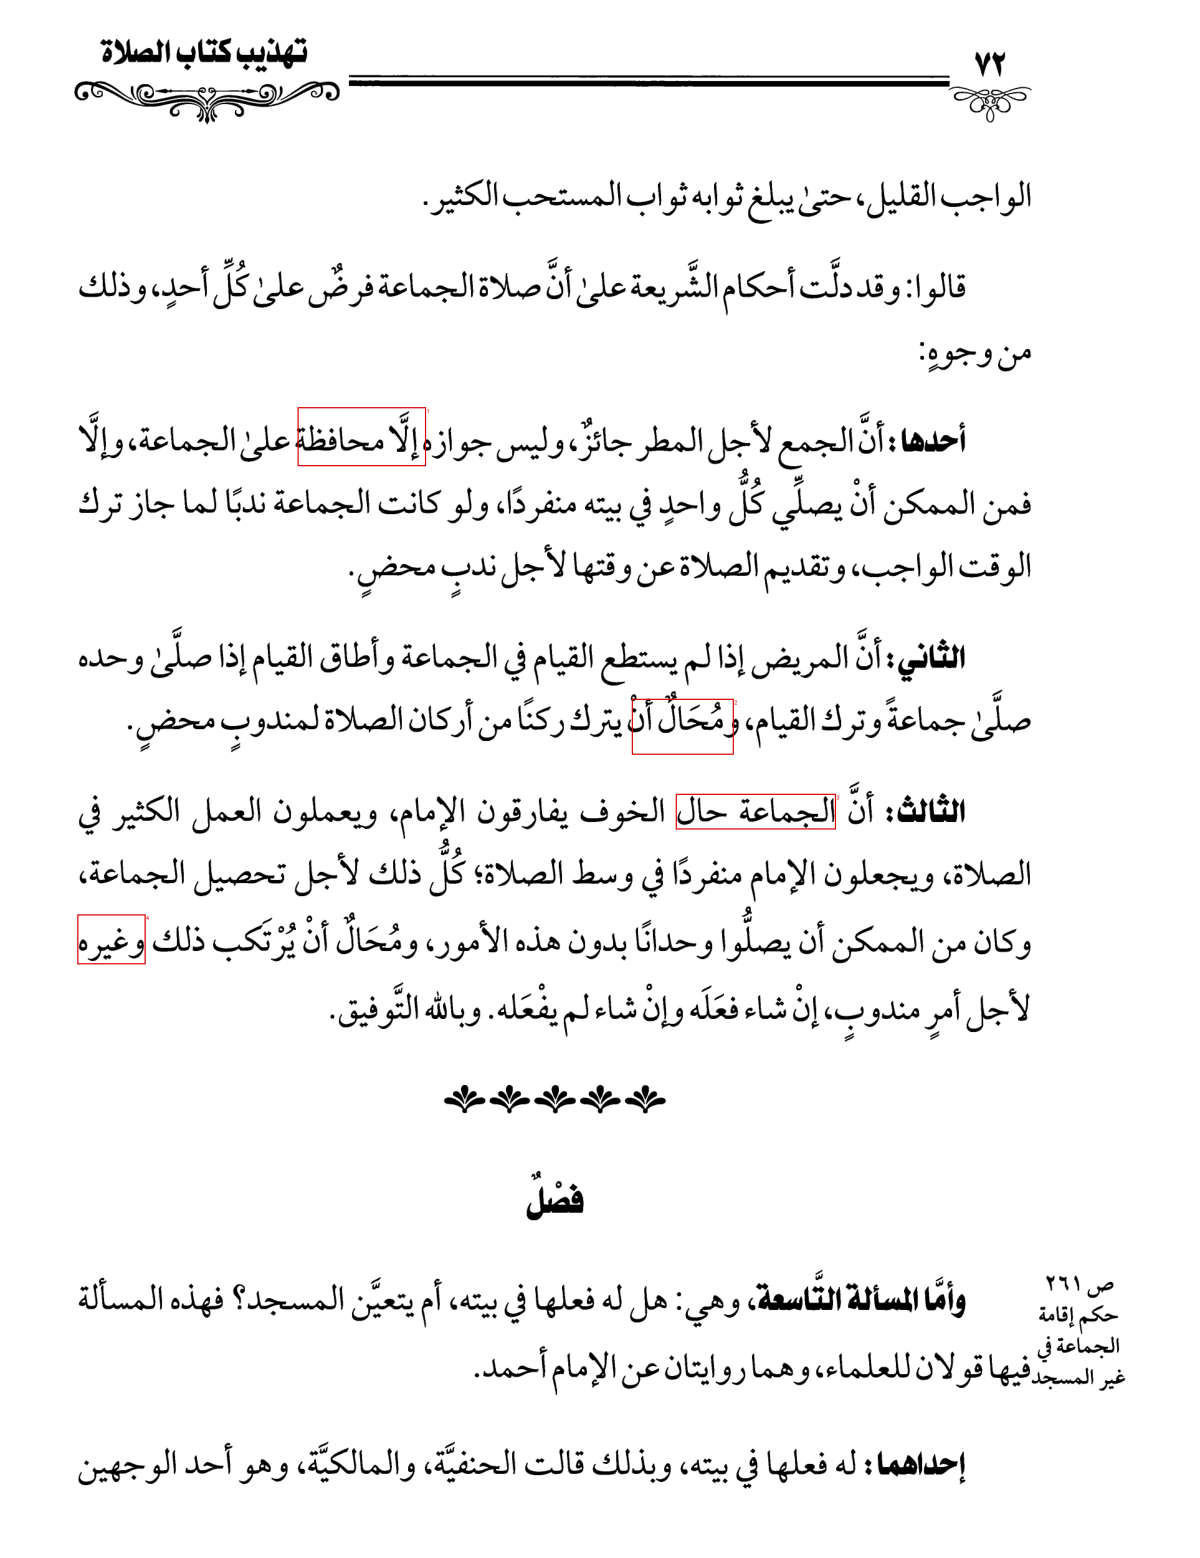 ٧٢
تهذيب كتاب الصلاة
الواجب القليل، حتىٰ يبلغ ثوابه ثواب المستحب الكثير.
قالوا: وقد دلَّت أحكام الشَّريعة علىٰ أنَّ صلاة الجماعة فرضٌ علىٰ كُلِّ أحدٍ، وذلك
من وجوهٍ:
أحدها: أنَّ الجمع لأجل المطر جائزٌ، وليس جوازه إلَّا محافظة علىٰ الجماعة، وإلَّا
فمن الممكن أنْ يصلِّي كُلُّ واحدٍ في بيته منفردًا، ولو كانت الجماعة ندبًا لما جاز ترك
الوقت الواجب، وتقديم الصلاة عن وقتها لأجل ندبٍ محضٍ.
الثاني: أنَّ المريض إذا لم يستطع القيام في الجماعة وأطاق القيام إذا صلَّىٰ وحده
صلَّىٰ جماعةً وترك القيام، ومُحَالٌ أنْ يترك ركنًا من أركان الصلاة لمندوبٍ محضٍ.
الثالث: أنَّ الجماعة حال الخوف يفارقون الإمام، ويعملون العمل الكثير في
الصلاة، ويجعلون الإمام منفردًا في وسط الصلاة؛ كُلُّ ذلك لأجل تحصيل الجماعة،
وكان من الممكن أن يصلُّوا وحدانًا بدون هذه الأمور، ومُحَالٌ أنْ يُرْتَكب ذلك وغيره
لأجل أمرٍ مندوبٍ، إنْ شاء فعَلَه وإنْ شاء لم يفْعَله. وبالله التَّوفيق.
فصْلٌ
ص ٢٦١
حكم إقامة
الجماعة في
غير المسجد
وأمَّا المسألة التَّاسعة، وهي: هل له فعلها في بيته، أم يتعيَّن المسجد؟ فهذه المسألة
فيها قولان للعلماء، وهما روايتان عن الإمام أحمد.
إحداهما: له فعلها في بيته، وبذلك قالت الحنفيَّة، والمالكيَّة، وهو أحد الوجهين